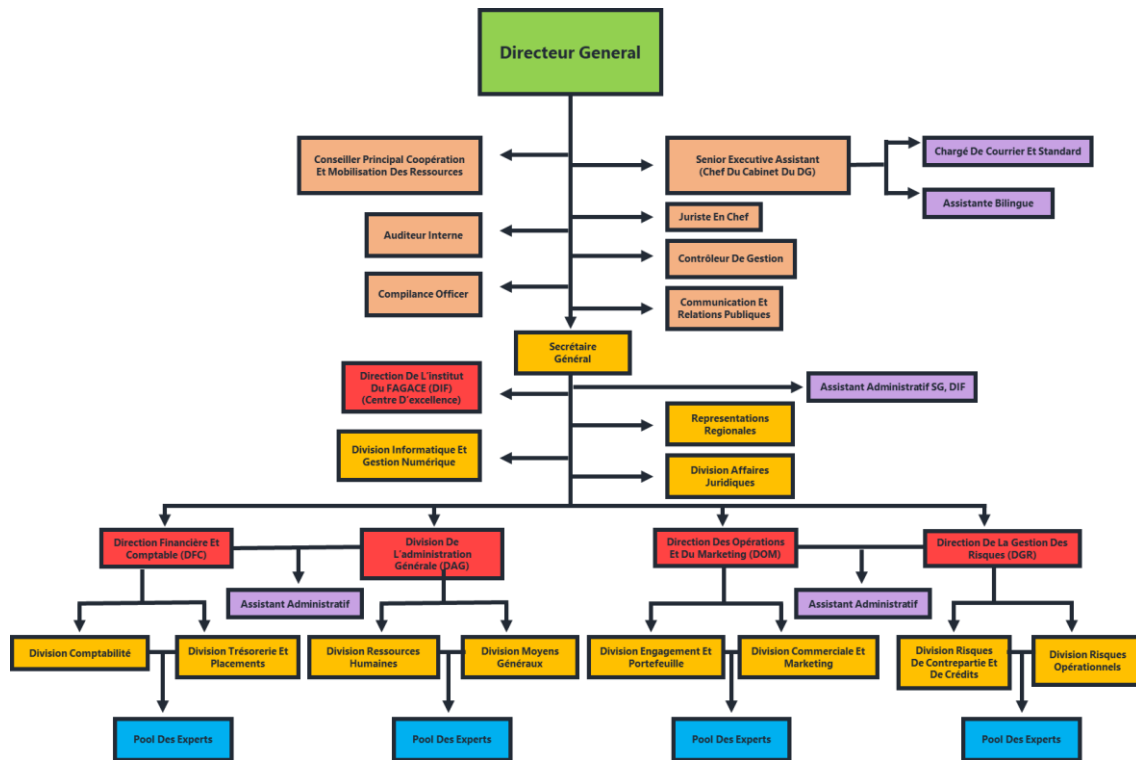 Directeur General
Conseiller Principal Coopération
Et Mobilisation Des Ressources
Senior Executive Assistant
(Chef Du Cabinet Du DG)
Chargé De Courrier Et Standard
Assistante Bilingue
Auditeur Interne
Juriste En Chef
Contrôleur De Gestion
Compilance Officer
Communication Et
Relations Publiques
Secrétaire
Général
Direction De L'institut
Du FAGACE (DIF)
(Centre D'excellence)
Assistant Administratif SG, DIF
Representations
Regionales
Division Informatique Et
Gestion Numérique
Division Affaires
Juridiques
Direction Financière Et
Comptable (DFC)
Division De
L'administration
Générale (DAG)
Direction Des Opérations
Et Du Marketing (DOM)
Direction De La Gestion Des
Risques (DGR)
Assistant Administratif
Assistant Administratif
Division Comptabilité
Division Trésorerie Et
Placements
Division Ressources
Humaines
Division Moyens
Généraux
Division Engagement Et
Portefeuille
Division Commerciale Et
Marketing
Division Risques
De Contrepartie Et
De Crédits
Division Risques
Opérationnels
Pool Des Experts
Pool Des Experts
Pool Des Experts
Pool Des Experts